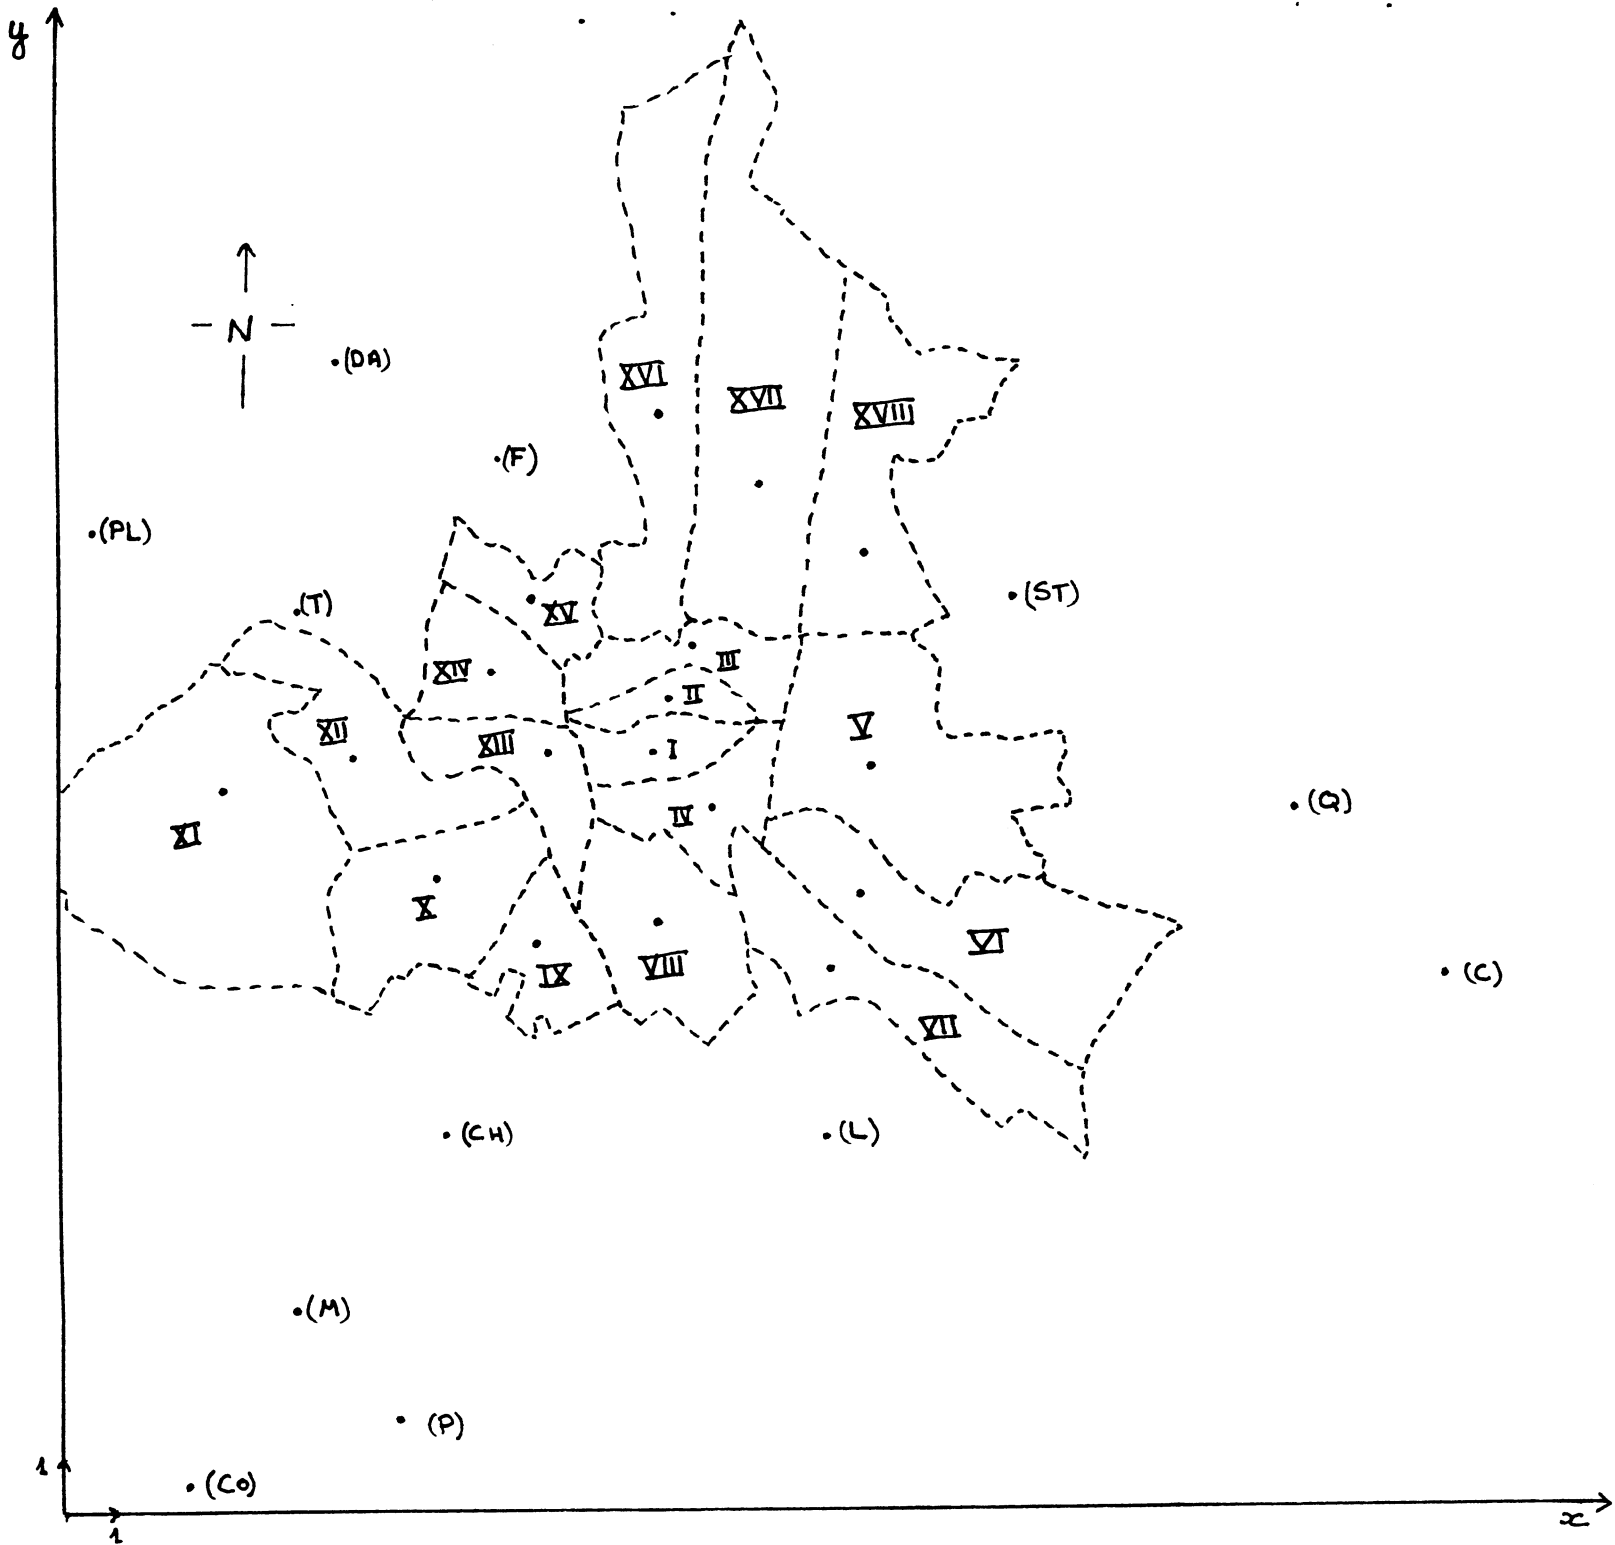 y
N
(DA)
XVI
XVII
XVIII
(F)
(PL)
(T)
(ST)
XV
XIV
III
II
XII
XIII
I
V
XI
IV
(Q)
X
IX
VIII
VI
(C)
VII
(CH)
(L)
(M)
(P)
1
(Co)
1
x